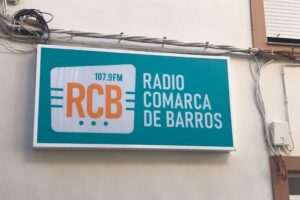 107.9FM
RCB
RADIO
COMARCA
DE BARROS